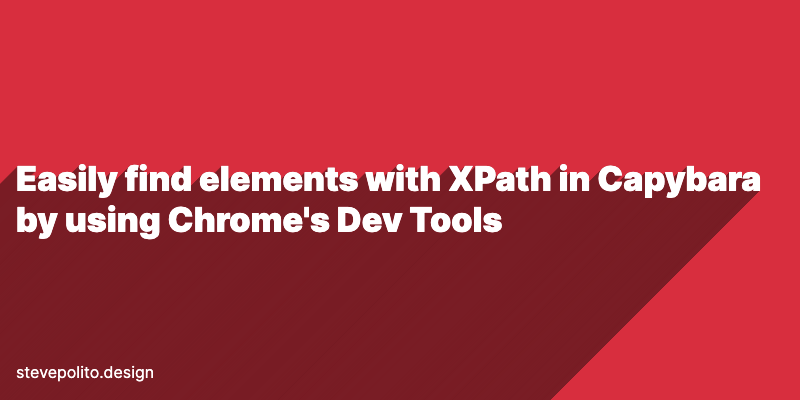 Easily find elements with XPath in Capybara
by using Chrome's Dev Tools
stevepolito.design